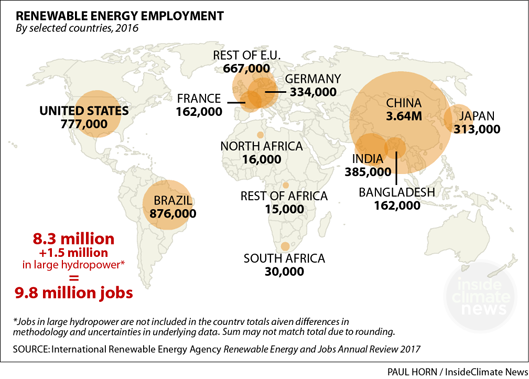 RENEWABLE ENERGY EMPLOYMENT
By selected countries, 2016
REST OF E.U.
667,000
GERMANY
334,000
FRANCE
162,000
UNITED STATES
777,000
CHINA
3.64M
JAPAN
313,000
NORTH AFRICA
16,000
INDIA
385,000
BANGLADESH
162,000
BRAZIL
876,000
REST OF AFRICA
15,000
SOUTH AFRICA
30,000
8.3 million
+1.5 million
in large hydropower*
=
9.8 million jobs
inside
climate
news
*Jobs in large hydropower are not included in the country totals aiven differences in
methodology and uncertainties in underlying data. Sum may not match total due to rounding.
SOURCE: International Renewable Energy Agency Renewable Energy and Jobs Annual Review 2017
PAUL HORN / InsideClimate News